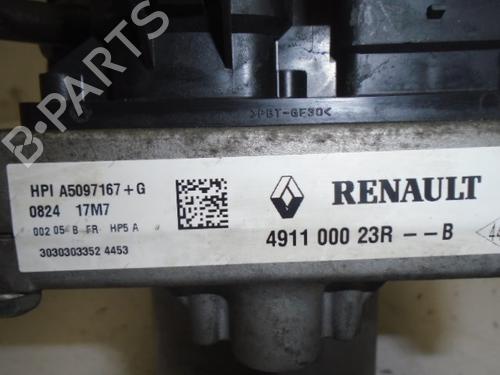 B-PARTS
>PBT-GF30<
HPI A5097167+G
0824 17M7
002 05 B FR HP5 A
3030303352 4453
RENAULT
4911 000 23R --B